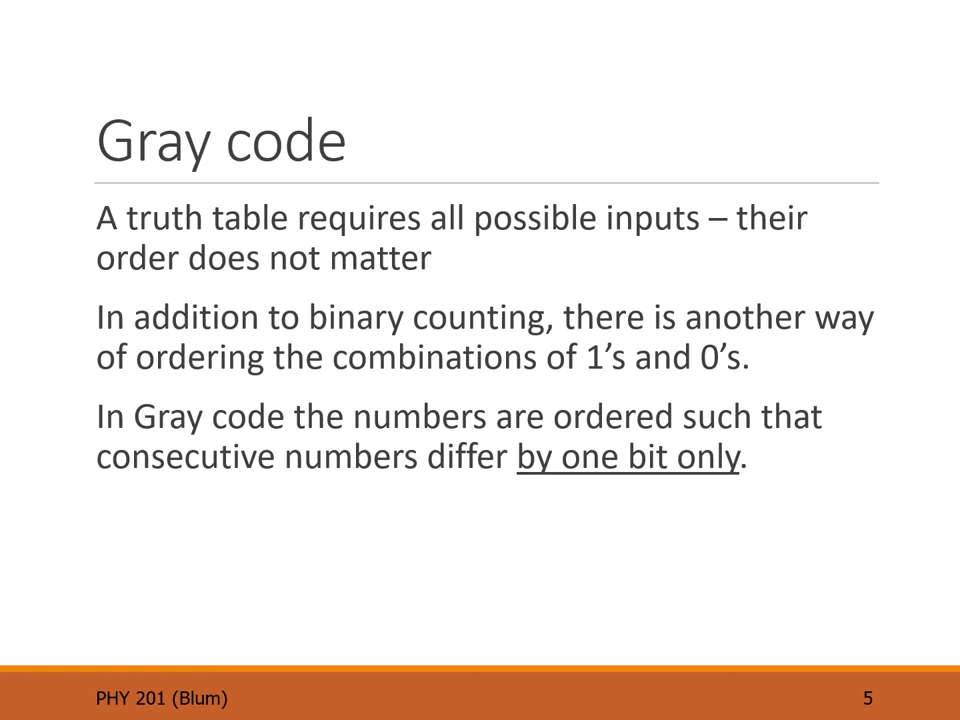 Gray code
A truth table requires all possible inputs – their
order does not matter
In addition to binary counting, there is another way
of ordering the combinations of 1’s and 0’s.
In Gray code the numbers are ordered such that
consecutive numbers differ by one bit only.
PHY 201 (Blum) 5